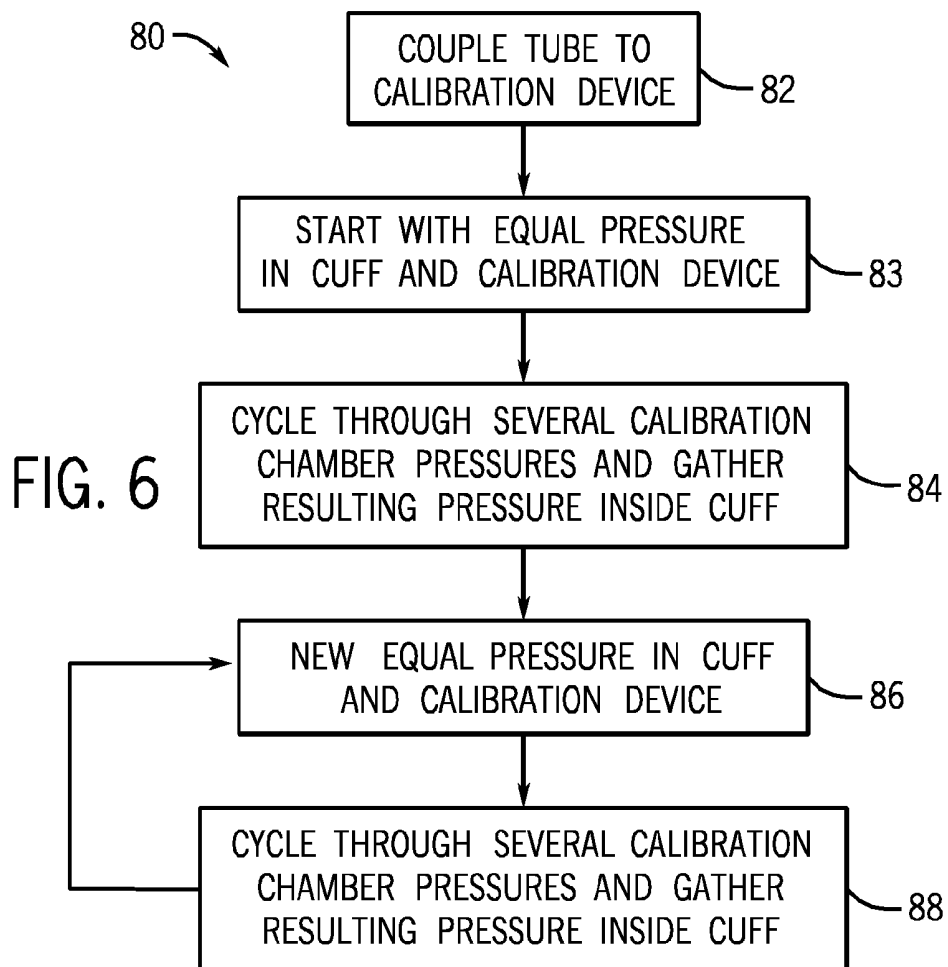 80
COUPLE TUBE TO
CALIBRATION DEVICE
82
START WITH EQUAL PRESSURE
IN CUFF AND CALIBRATION DEVICE
83
CYCLE THROUGH SEVERAL CALIBRATION
CHAMBER PRESSURES AND GATHER
RESULTING PRESSURE INSIDE CUFF
84
FIG. 6
NEW EQUAL PRESSURE IN CUFF
AND CALIBRATION DEVICE
86
CYCLE THROUGH SEVERAL CALIBRATION
CHAMBER PRESSURES AND GATHER
RESULTING PRESSURE INSIDE CUFF
88